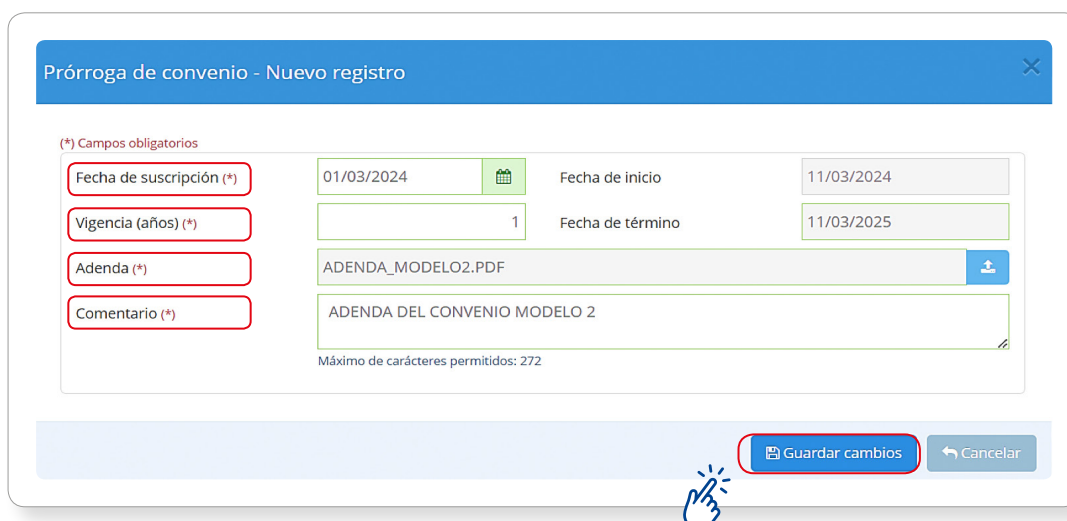 Prórroga de convenio - Nuevo registro
(*) Campos obligatorios
Fecha de suscripción (*) 01/03/2024 Fecha de inicio 11/03/2024
Vigencia (años) (*) 1 Fecha de término 11/03/2025
Adenda (*) ADENDA_MODELO2.PDF
Comentario (*) ADENDA DEL CONVENIO MODELO 2
Máximo de carácteres permitidos: 272
Guardar cambios Cancelar